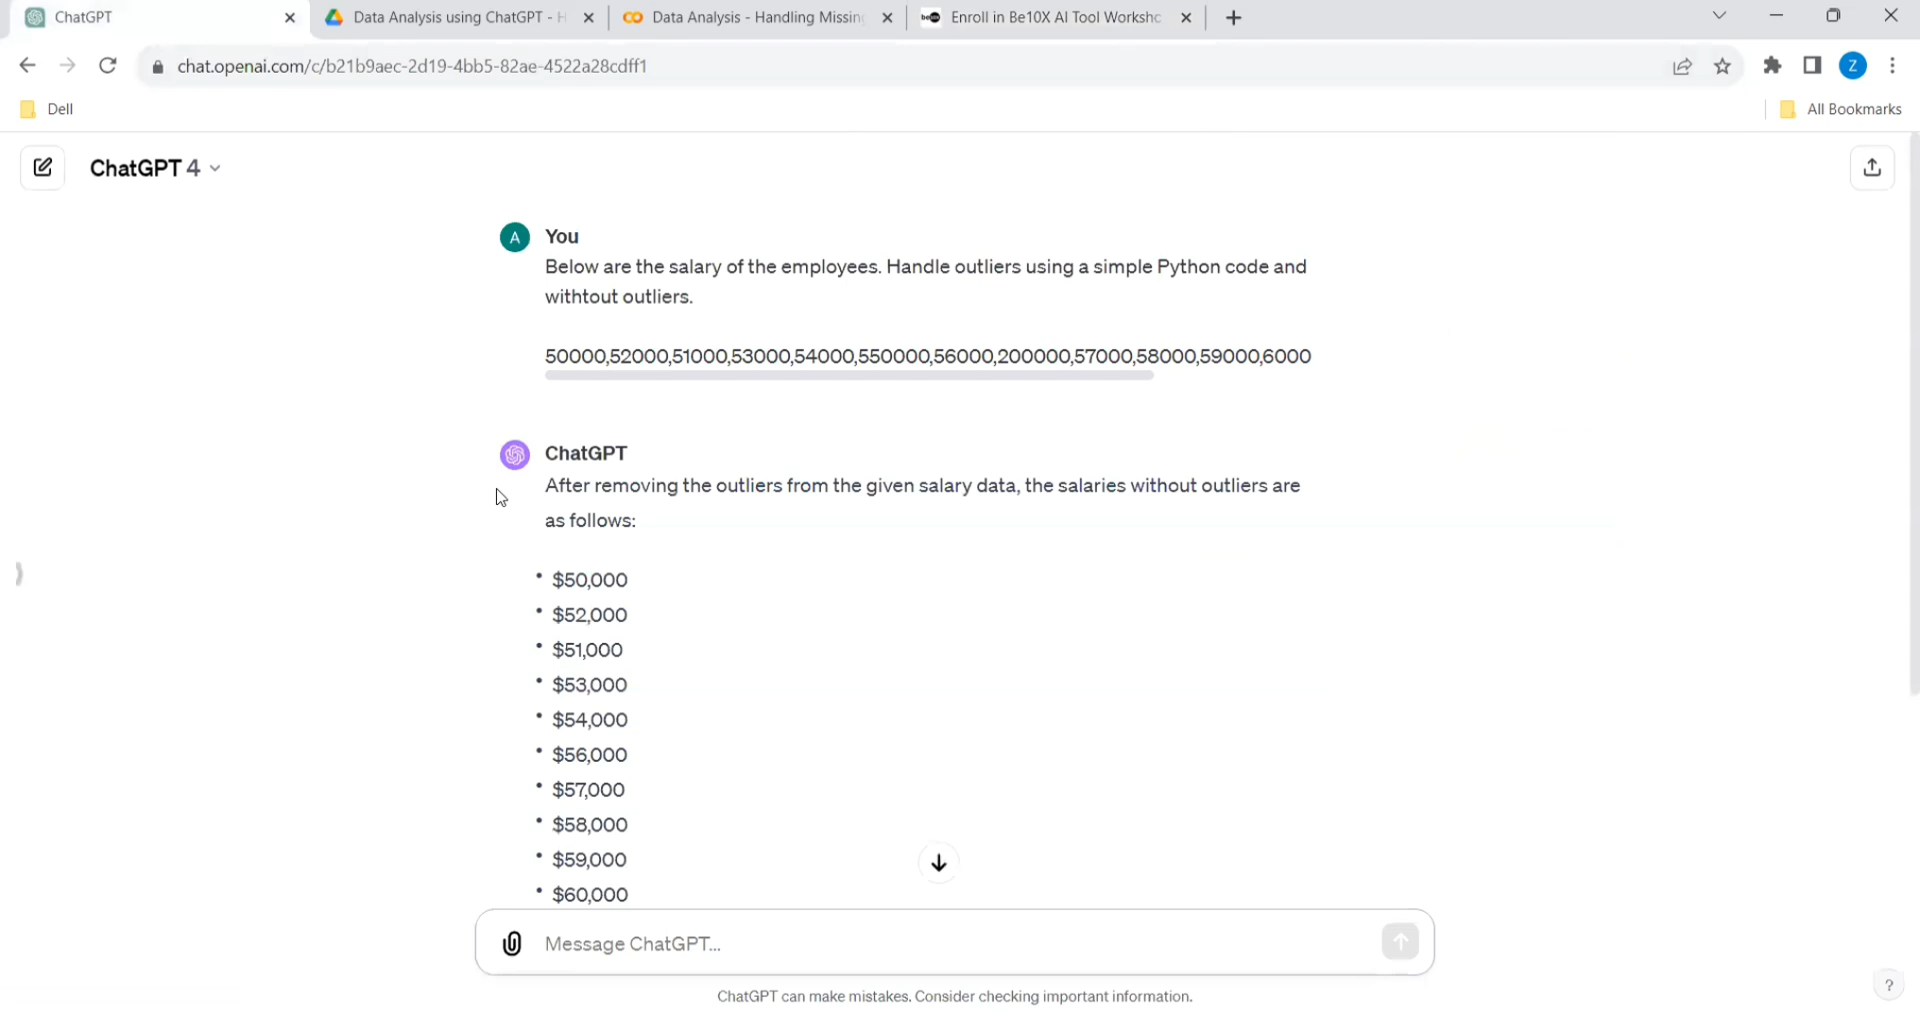 ChatGPT
Data Analysis using ChatGPT - H
Data Analysis - Handling Missin
Enroll in Be10X AI Tool Worksho
chat.openai.com/c/b21b9aec-2d19-4bb5-82ae-4522a28cdff1
Z
Dell
All Bookmarks
ChatGPT 4
A
You
Below are the salary of the employees. Handle outliers using a simple Python code and
withtout outliers.
50000,52000,51000,53000,54000,550000,56000,200000,57000,58000,59000,6000
ChatGPT
After removing the outliers from the given salary data, the salaries without outliers are
as follows:
• $50,000
• $52,000
• $51,000
• $53,000
• $54,000
• $56,000
• $57,000
• $58,000
• $59,000
• $60,000
Message ChatGPT...
ChatGPT can make mistakes. Consider checking important information.
?